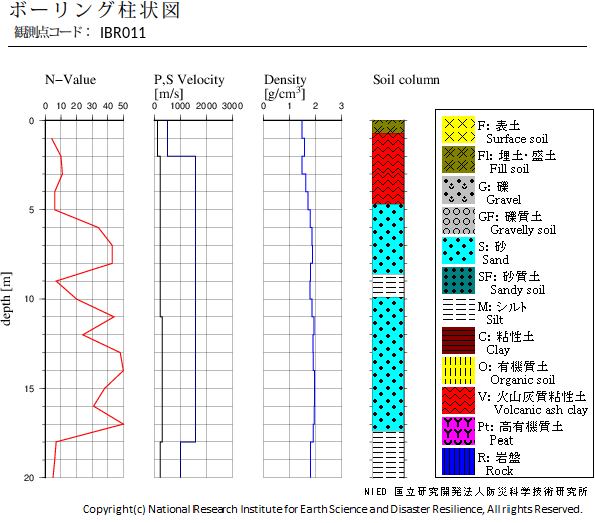 ボーリング柱状図
観測点コード： IBR011
N−Value
P,S Velocity
[m/s]
Density
[g/cm³]
Soil column
0 10 20 30 40 50
0 1000 2000 3000
0 1 2 3
0
5
10
15
20
depth [m]
F: 表土
Surface soil
Fl: 埋土・盛土
Fill soil
G: 礫
Gravel
GF: 礫質土
Gravelly soil
S: 砂
Sand
SF: 砂質土
Sandy soil
M: シルト
Silt
C: 粘性土
Clay
O: 有機質土
Organic soil
V: 火山灰質粘性土
Volcanic ash clay
Pt: 高有機質土
Peat
R: 岩盤
Rock
NIED 国立研究開発法人防災科学技術研究所
Copyright(c) National Research Institute for Earth Science and Disaster Resilience, All rights Reserved.